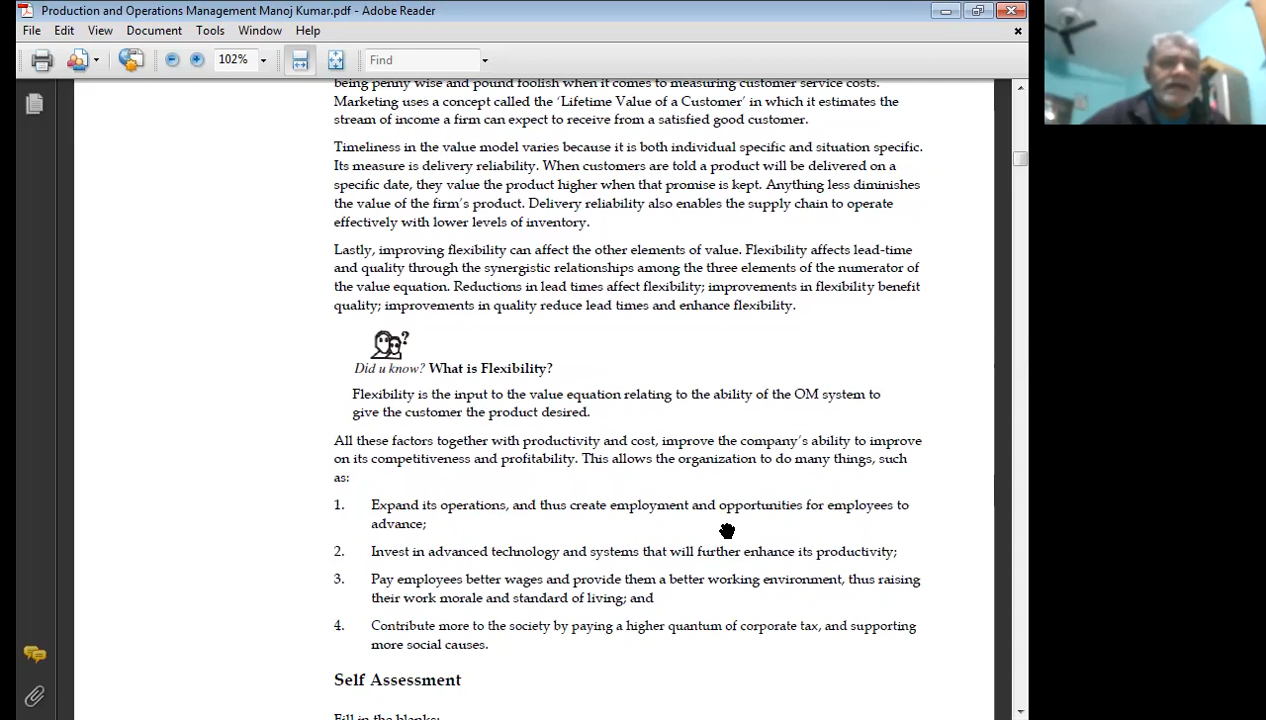 Production and Operations Management Manoj Kumar.pdf - Adobe Reader
File Edit View Document Tools Window Help
102% Find
being penny wise and pound foolish when it comes to measuring customer service costs.
Marketing uses a concept called the ‘Lifetime Value of a Customer’ in which it estimates the
stream of income a firm can expect to receive from a satisfied good customer.
Timeliness in the value model varies because it is both individual specific and situation specific.
Its measure is delivery reliability. When customers are told a product will be delivered on a
specific date, they value the product higher when that promise is kept. Anything less diminishes
the value of the firm’s product. Delivery reliability also enables the supply chain to operate
effectively with lower levels of inventory.
Lastly, improving flexibility can affect the other elements of value. Flexibility affects lead-time
and quality through the synergistic relationships among the three elements of the numerator of
the value equation. Reductions in lead times affect flexibility; improvements in flexibility benefit
quality; improvements in quality reduce lead times and enhance flexibility.
?
Did u know? What is Flexibility?
Flexibility is the input to the value equation relating to the ability of the OM system to
give the customer the product desired.
All these factors together with productivity and cost, improve the company’s ability to improve
on its competitiveness and profitability. This allows the organization to do many things, such
as:
1. Expand its operations, and thus create employment and opportunities for employees to
advance;
2. Invest in advanced technology and systems that will further enhance its productivity;
3. Pay employees better wages and provide them a better working environment, thus raising
their work morale and standard of living; and
4. Contribute more to the society by paying a higher quantum of corporate tax, and supporting
more social causes.
Self Assessment
Fill in the blanks: